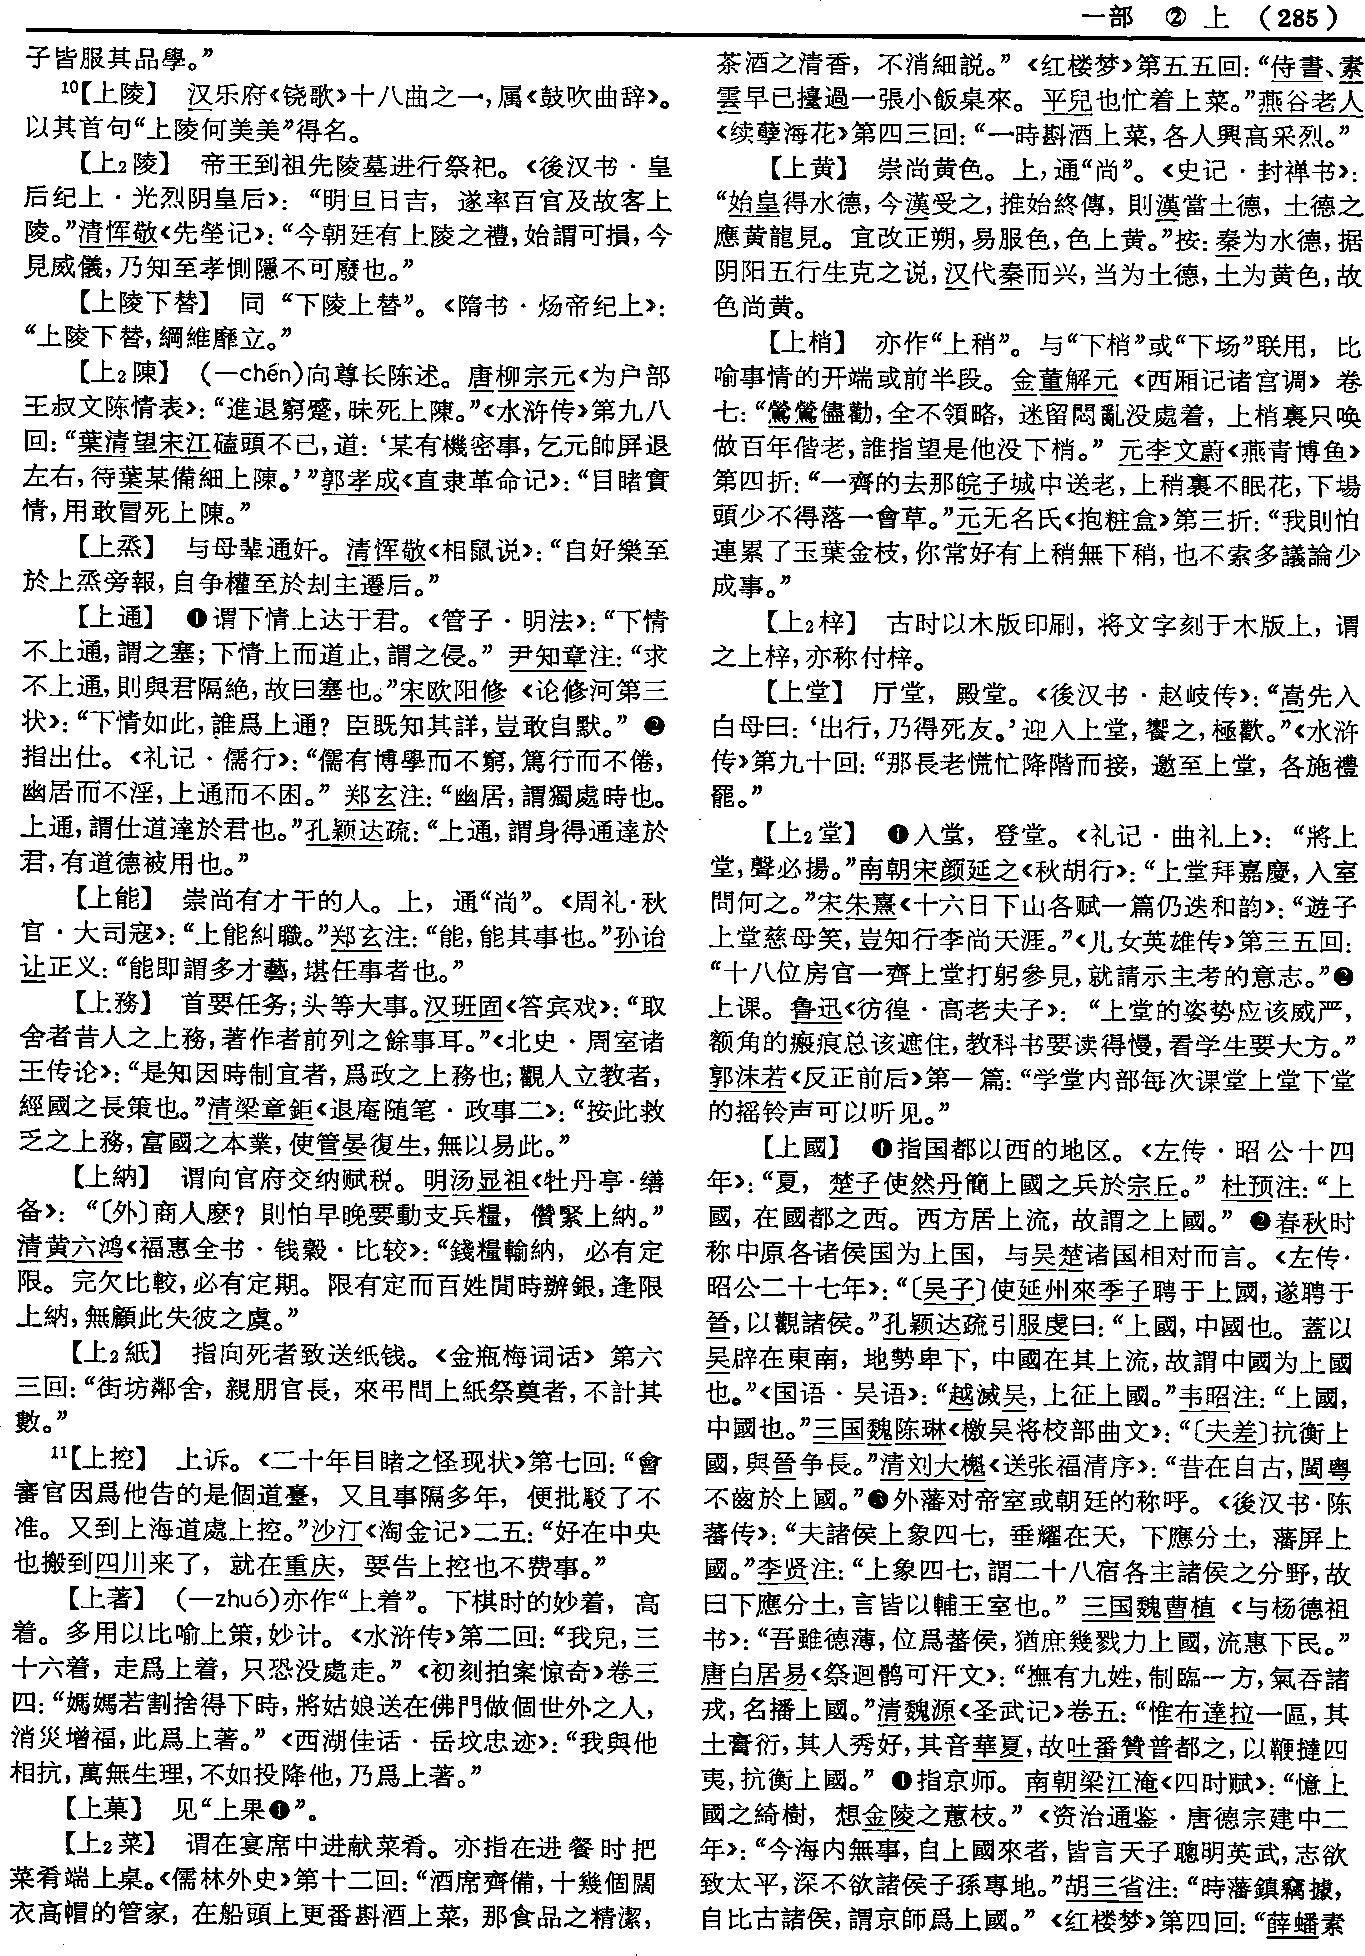 一部 ② 上 （285）
子皆服其品學。”
¹⁰【上陵】 汉乐府《铙歌》十八曲之一，属《鼓吹曲辞》。
以其首句“上陵何美美”得名。
【上₂陵】 帝王到祖先陵墓进行祭祀。《後汉书·皇
后纪上·光烈阴皇后》：“明旦日吉，遂率百官及故客上
陵。”清恽敬《先塋记》：“今朝廷有上陵之禮，始謂可損，今
見威儀，乃知至孝惻隱不可廢也。”
【上陵下替】 同“下陵上替”。《隋书·炀帝纪上》：
“上陵下替，綱維靡立。”
【上₂陳】 （—chén）向尊长陈述。唐柳宗元《为户部
王叔文陈情表》：“進退窮蹙，昧死上陳。”《水浒传》第九八
回：“葉清望宋江磕頭不已，道：‘某有機密事，乞元帥屏退
左右，待葉某備細上陳。’”郭孝成《直隶革命记》：“目睹實
情，用敢冒死上陳。”
【上烝】 与母辈通奸。清恽敬《相鼠说》：“自好樂至
於上烝旁報，自争權至於刦主遷后。”
【上通】 ❶谓下情上达于君。《管子·明法》：“下情
不上通，謂之塞；下情上而道止，謂之侵。”尹知章注：“求
不上通，則與君隔絶，故曰塞也。”宋欧阳修《论修河第三
状》：“下情如此，誰爲上通？臣既知其詳，豈敢自默。”❷
指出仕。《礼记·儒行》：“儒有博學而不窮，篤行而不倦，
幽居而不淫，上通而不困。”郑玄注：“幽居，謂獨處時也。
上通，謂仕道達於君也。”孔颖达疏：“上通，謂身得通達於
君，有道德被用也。”
【上能】 崇尚有才干的人。上，通“尚”。《周礼·秋
官·大司寇》：“上能糾職。”郑玄注：“能，能其事也。”孙诒
让正义：“能即謂多才藝，堪任事者也。”
【上務】 首要任务；头等大事。汉班固《答宾戏》：“取
舍者昔人之上務，著作者前列之餘事耳。”《北史·周室诸
王传论》：“是知因時制宜者，爲政之上務也；觀人立教者，
經國之長策也。”清梁章鉅《退庵随笔·政事二》：“按此救
乏之上務，富國之本業，使管晏復生，無以易此。”
【上納】 谓向官府交纳赋税。明汤显祖《牡丹亭·缮
备》：“〔外〕商人麽？則怕早晚要動支兵糧，儹緊上納。”
清黄六鸿《福惠全书·钱穀·比较》：“錢糧輸納，必有定
限。完欠比較，必有定期。限有定而百姓閒時辦銀，逢限
上納，無顧此失彼之虞。”
【上₂紙】 指向死者致送纸钱。《金瓶梅词话》第六
三回：“街坊鄰舍，親朋官長，來弔問上紙祭奠者，不計其
數。”
¹¹【上控】 上诉。《二十年目睹之怪现状》第七回：“會
審官因爲他告的是個道臺，又且事隔多年，便批駁了不
准。又到上海道處上控。”沙汀《淘金记》二五：“好在中央
也搬到四川来了，就在重庆，要告上控也不费事。”
【上著】 （—zhuó）亦作“上着”。下棋时的妙着，高
着。多用以比喻上策，妙计。《水浒传》第二回：“我兒，三
十六着，走爲上着，只恐没處走。”《初刻拍案惊奇》卷三
四：“媽媽若割捨得下時，將姑娘送在佛門做個世外之人，
消災增福，此爲上著。”《西湖佳话·岳坟忠迹》：“我與他
相抗，萬無生理，不如投降他，乃爲上著。”
【上菓】 见“上果❶”。
【上₂菜】 谓在宴席中进献菜肴。亦指在进餐时把
菜肴端上桌。《儒林外史》第十二回：“酒席齊備，十幾個闊
衣高帽的管家，在船頭上更番斟酒上菜，那食品之精潔，
茶酒之清香，不消細説。”《红楼梦》第五五回：“侍書、素
雲早已擡過一張小飯桌來。平兒也忙着上菜。”燕谷老人
《续孽海花》第四三回：“一時斟酒上菜，各人興高采烈。”
【上黄】 崇尚黄色。上，通“尚”。《史记·封禅书》：
“始皇得水德，今漢受之，推始終傳，則漢當土德，土德之
應黄龍見。宜改正朔，易服色，色上黄。”按：秦为水德，据
阴阳五行生克之说，汉代秦而兴，当为土德，土为黄色，故
色尚黄。
【上梢】 亦作“上稍”。与“下梢”或“下场”联用，比
喻事情的开端或前半段。金董解元《西厢记诸宫调》卷
七：“鶯鶯儘勸，全不領略，迷留悶亂没處着，上梢裏只唤
做百年偕老，誰指望是他没下梢。”元李文蔚《燕青博鱼》
第四折：“一齊的去那皖子城中送老，上稍裏不眠花，下場
頭少不得落一會草。”元无名氏《抱粧盒》第三折：“我則怕
連累了玉葉金枝，你常好有上稍無下稍，也不索多議論少
成事。”
【上₂梓】 古时以木版印刷，将文字刻于木版上，谓
之上梓，亦称付梓。
【上堂】 厅堂，殿堂。《後汉书·赵岐传》：“嵩先入
白母曰：‘出行，乃得死友。’迎入上堂，饗之，極歡。”《水浒
传》第九十回：“那長老慌忙降階而接，邀至上堂，各施禮
罷。”
【上₂堂】 ❶入堂，登堂。《礼记·曲礼上》：“將上
堂，聲必揚。”南朝宋颜延之《秋胡行》：“上堂拜嘉慶，入室
問何之。”宋朱熹《十六日下山各赋一篇仍迭和韵》：“遊子
上堂慈母笑，豈知行李尚天涯。”《儿女英雄传》第三五回：
“十八位房官一齊上堂打躬參見，就請示主考的意志。”❷
上课。鲁迅《彷徨·高老夫子》：“上堂的姿势应该威严，
额角的瘢痕总该遮住，教科书要读得慢，看学生要大方。”
郭沫若《反正前后》第一篇：“学堂内部每次课堂上堂下堂
的摇铃声可以听见。”
【上國】 ❶指国都以西的地区。《左传·昭公十四
年》：“夏，楚子使然丹簡上國之兵於宗丘。”杜预注：“上
國，在國都之西。西方居上流，故謂之上國。”❷春秋时
称中原各诸侯国为上国，与吴楚诸国相对而言。《左传·
昭公二十七年》：“〔吴子〕使延州來季子聘于上國，遂聘于
晉，以觀諸侯。”孔颖达疏引服虔曰：“上國，中國也。蓋以
吴辟在東南，地勢卑下，中國在其上流，故謂中國为上國
也。”《国语·吴语》：“越滅吴，上征上國。”韦昭注：“上國，
中國也。”三国魏陈琳《檄吴将校部曲文》：“〔夫差〕抗衡上
國，與晉争長。”清刘大櫆《送张福清序》：“昔在自古，閩粤
不齒於上國。”❸外藩对帝室或朝廷的称呼。《後汉书·陈
蕃传》：“夫諸侯上象四七，垂耀在天，下應分土，藩屏上
國。”李贤注：“上象四七，謂二十八宿各主諸侯之分野，故
曰下應分土，言皆以輔王室也。”三国魏曹植《与杨德祖
书》：“吾雖德薄，位爲蕃侯，猶庶幾戮力上國，流惠下民。”
唐白居易《祭迴鹘可汗文》：“撫有九姓，制臨一方，氣吞諸
戎，名播上國。”清魏源《圣武记》卷五：“惟布達拉一區，其
土膏衍，其人秀好，其音華夏，故吐番贊普都之，以鞭撻四
夷，抗衡上國。”❹指京师。南朝梁江淹《四时赋》：“憶上
國之綺樹，想金陵之蕙枝。”《资治通鉴·唐德宗建中二
年》：“今海内無事，自上國來者，皆言天子聰明英武，志欲
致太平，深不欲諸侯子孫專地。”胡三省注：“時藩鎮竊據，
自比古諸侯，謂京師爲上國。”《红楼梦》第四回：“薛蟠素